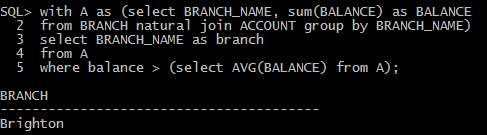 SQL> with A as (select BRANCH_NAME, sum(BALANCE) as BALANCE
2 from BRANCH natural join ACCOUNT group by BRANCH_NAME)
3 select BRANCH_NAME as branch
4 from A
5 where balance > (select AVG(BALANCE) from A);
BRANCH
----------------------------------------
Brighton